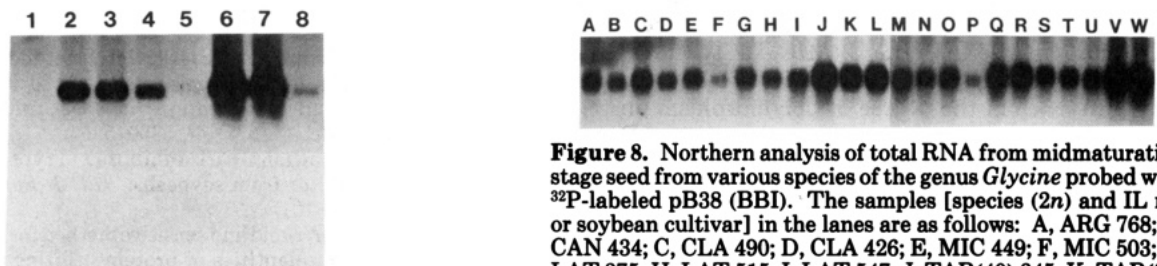 1 2 3 4 5 6 7 8
A B C D E F G H I J K L M N O P Q R S T U V W
Figure 8. Northern analysis of total RNA from midmaturati
stage seed from various species of the genus Glycine probed w
32P-labeled pB38 (BBI). The samples [species (2n) and IL
or soybean cultivar] in the lanes are as follows: A, ARG 768;
CAN 434; C, CLA 490; D, CLA 426; E, MIC 449; F, MIC 503;